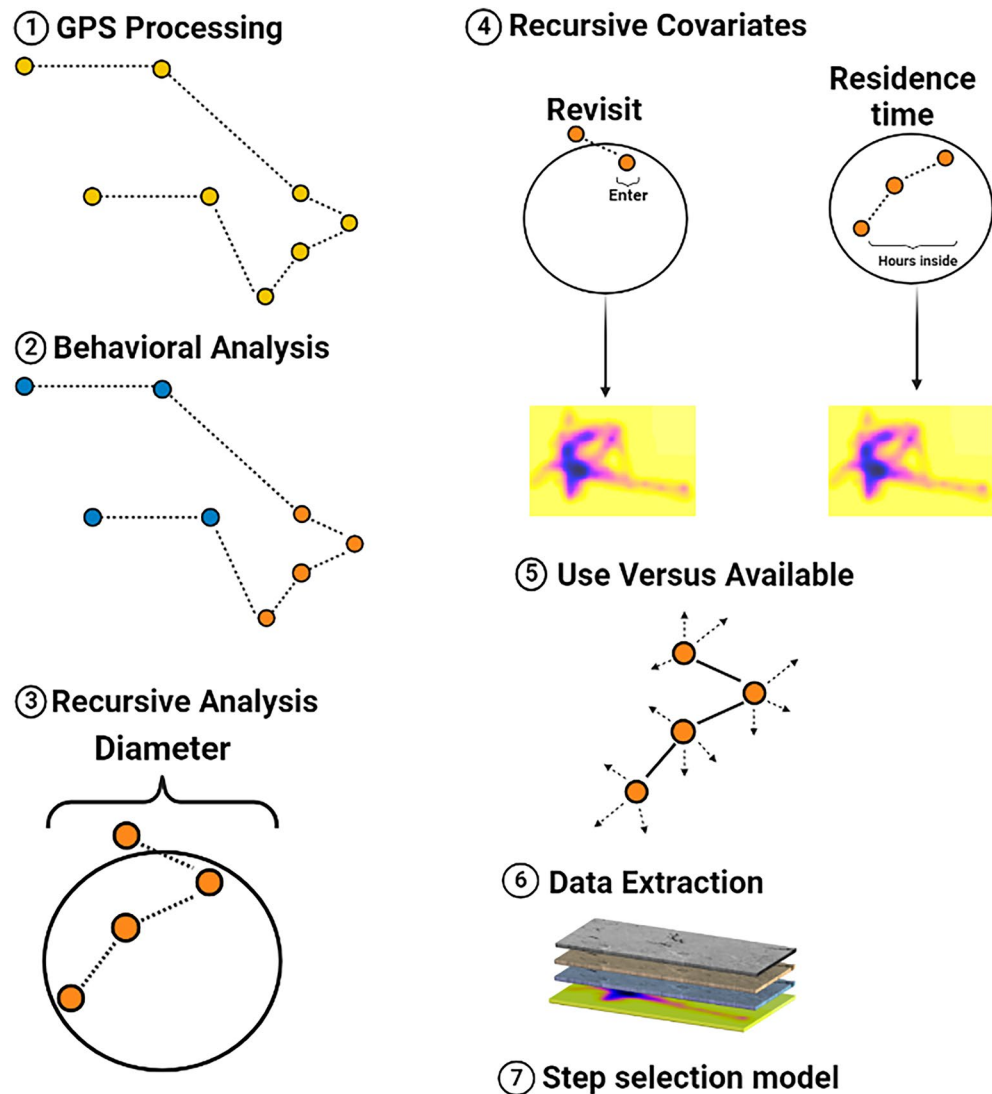 1 GPS Processing
2 Behavioral Analysis
3 Recursive Analysis
Diameter
4 Recursive Covariates
Revisit
Enter
Residence
time
Hours inside
5 Use Versus Available
6 Data Extraction
7 Step selection model